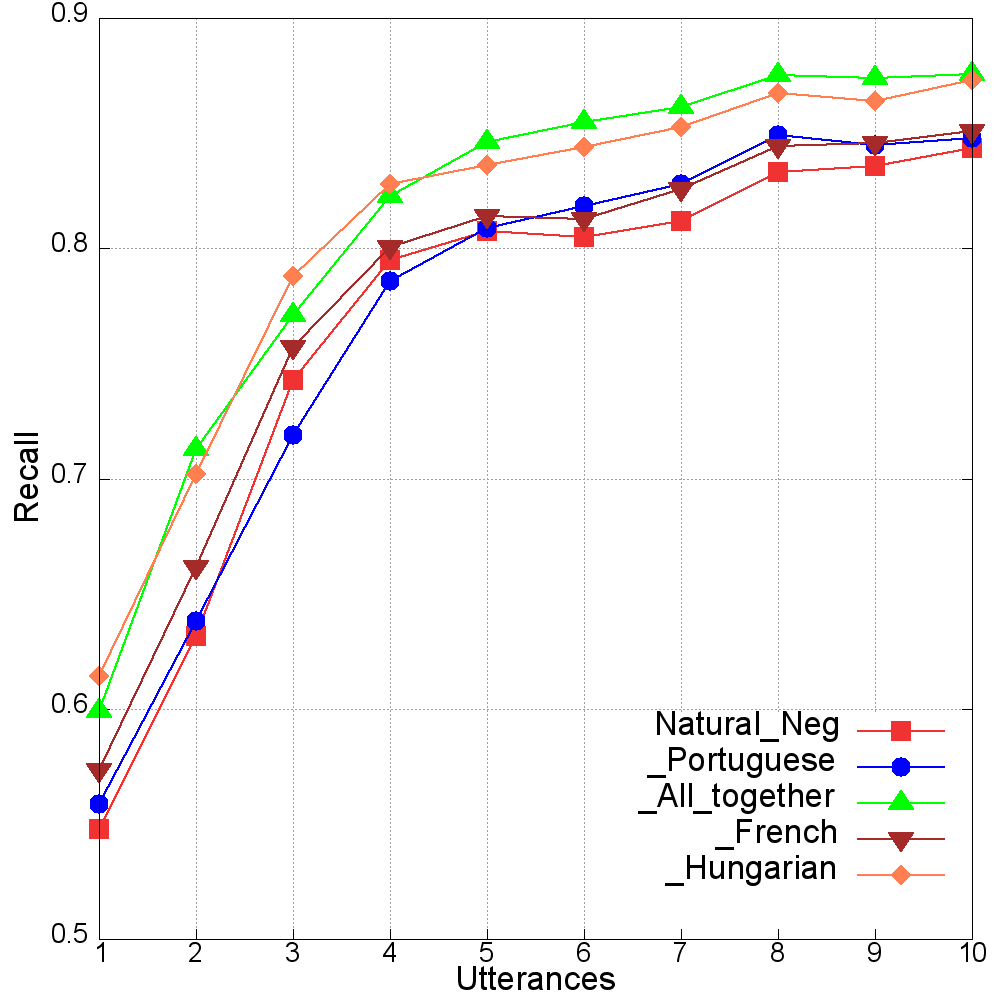 0.9
0.8
0.7
0.6
0.5
Recall
Natural_Neg
_Portuguese
_All_together
_French
_Hungarian
1 2 3 4 5 6 7 8 9 10
Utterances